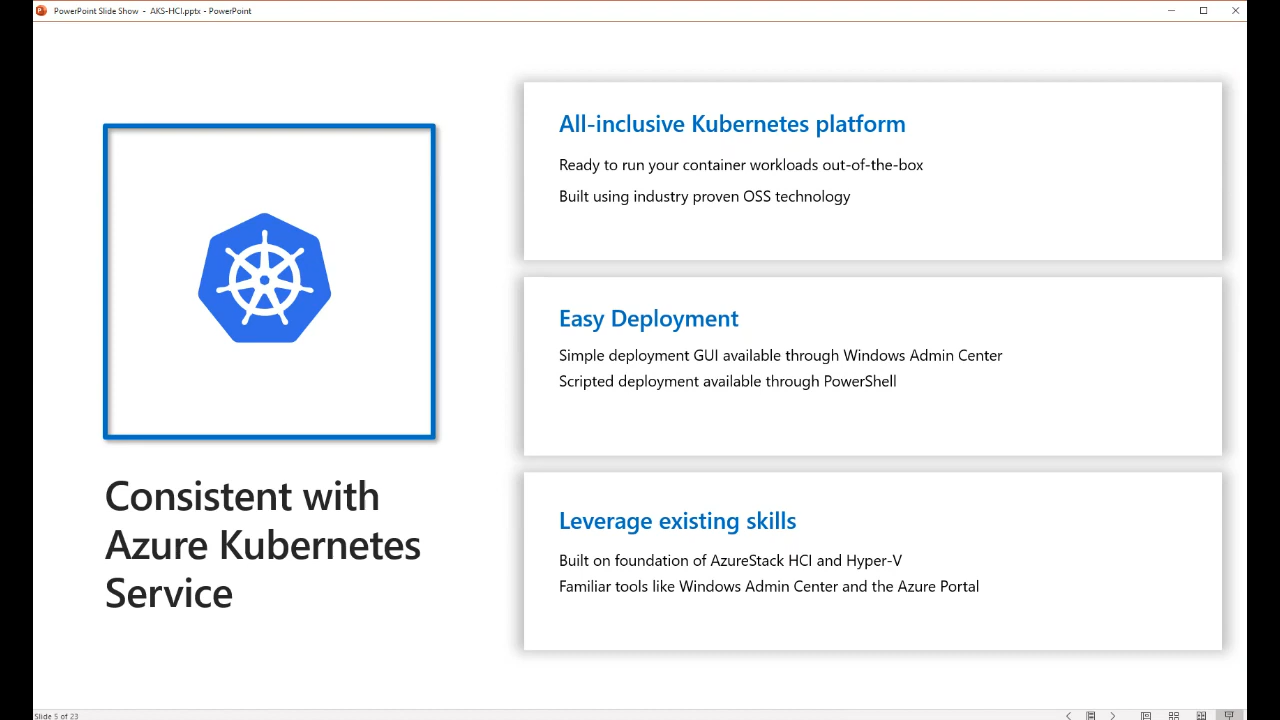 PowerPoint Slide Show - AKS-HCI.pptx - PowerPoint
Consistent with
Azure Kubernetes
Service
All-inclusive Kubernetes platform
Ready to run your container workloads out-of-the-box
Built using industry proven OSS technology
Easy Deployment
Simple deployment GUI available through Windows Admin Center
Scripted deployment available through PowerShell
Leverage existing skills
Built on foundation of AzureStack HCI and Hyper-V
Familiar tools like Windows Admin Center and the Azure Portal
Slide 5 of 23